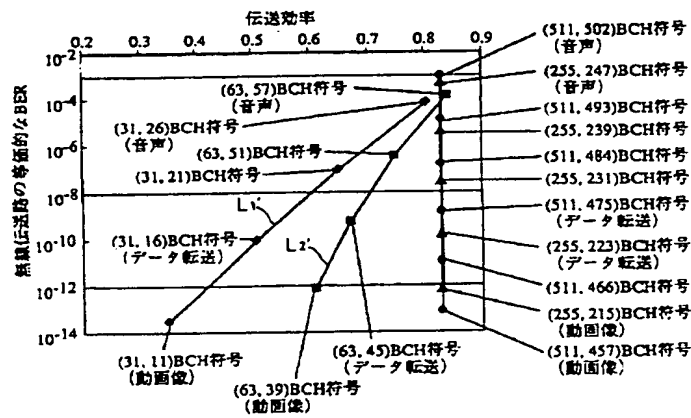 伝送効率
0.2 0.3 0.4 0.5 0.6 0.7 0.8 0.9
無線伝送路の等価的なBER
10-2
10-4
10-6
10-8
10-10
10-12
10-14
(63, 57)BCH符号
(音声)
(31, 26)BCH符号
(音声)
(63, 51)BCH符号
(31, 21)BCH符号
L1'
(31, 16)BCH符号
(データ転送)
L2'
(31, 11)BCH符号
(動画像)
(63, 39)BCH符号
(動画像)
(63, 45)BCH符号
(データ転送)
(511, 502)BCH符号
(音声)
(255, 247)BCH符号
(音声)
(511, 493)BCH符号
(255, 239)BCH符号
(511, 484)BCH符号
(255, 231)BCH符号
(511, 475)BCH符号
(データ転送)
(255, 223)BCH符号
(データ転送)
(511, 466)BCH符号
(255, 215)BCH符号
(動画像)
(511, 457)BCH符号